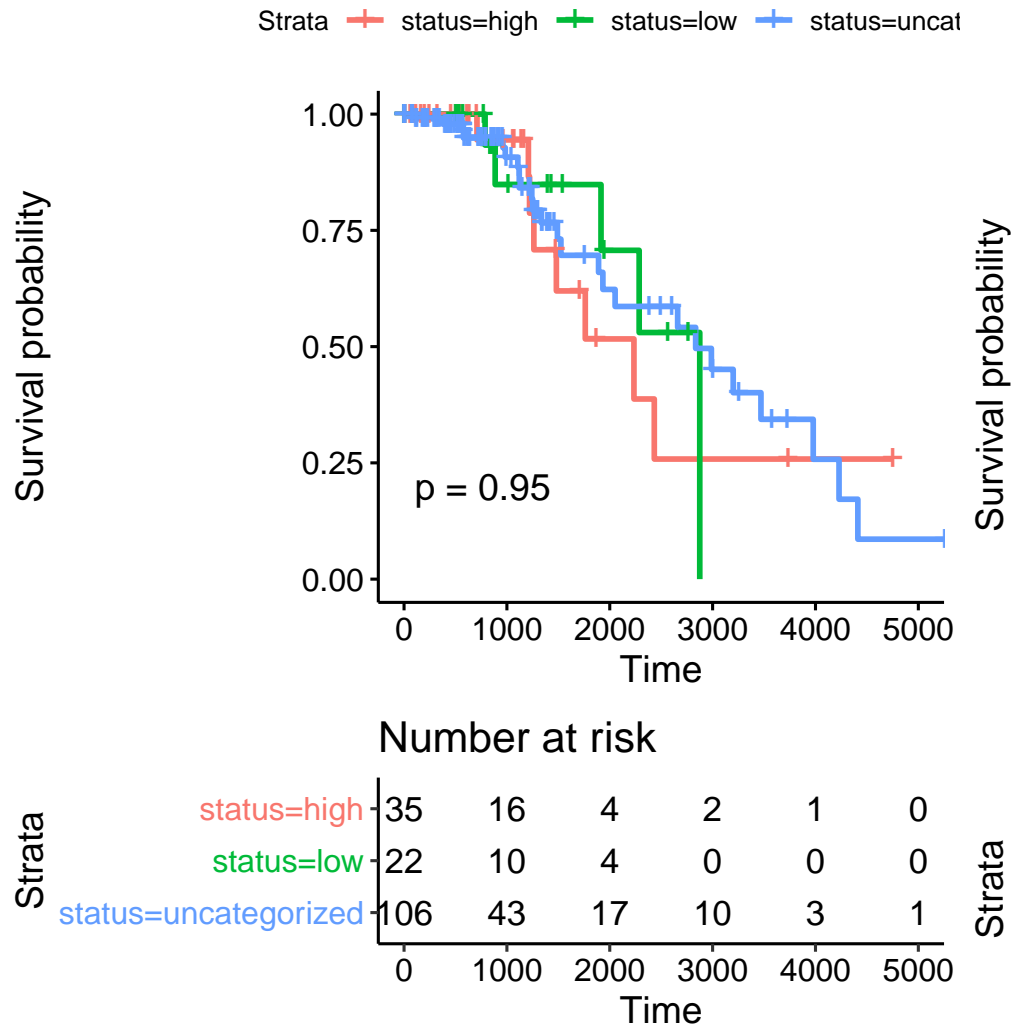 Strata status=high status=low status=uncat
Survival probability
1.00
0.75
0.50
0.25
0.00
p = 0.95
0 1000 2000 3000 4000 5000
Time
Survival probability
Number at risk
Strata
status=high 35 16 4 2 1 0
status=low 22 10 4 0 0 0
status=uncategorized 106 43 17 10 3 1
0 1000 2000 3000 4000 5000
Time
Strata